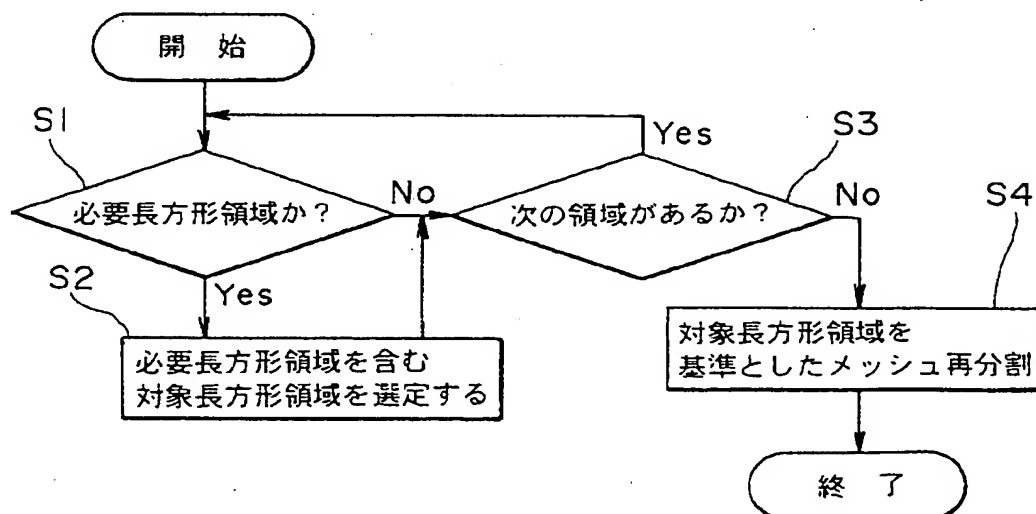 開 始
S1
必要長方形領域か？
No
Yes
S2
必要長方形領域を含む
対象長方形領域を選定する
Yes
S3
次の領域があるか？
No
S4
対象長方形領域を
基準としたメッシュ再分割
終 了